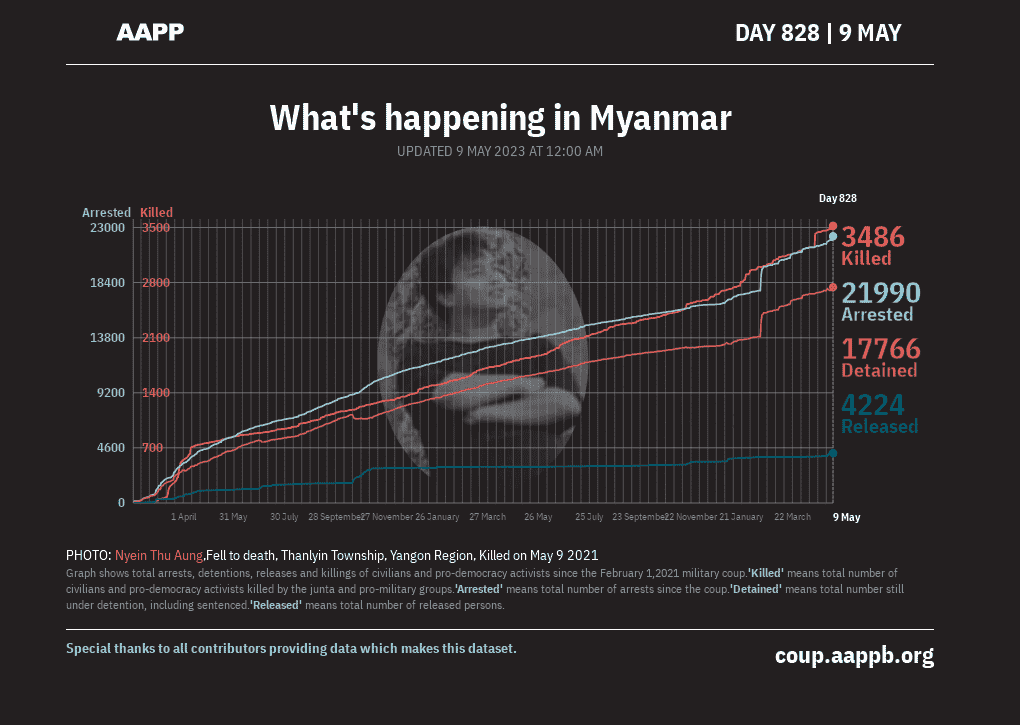 AAPP
DAY 828 | 9 MAY
What's happening in Myanmar
UPDATED 9 MAY 2023 AT 12:00 AM
Day 828
Arrested Killed
23000 3500
18400 2800
13800 2100
9200 1400
4600 700
0
3486
Killed
21990
Arrested
17766
Detained
4224
Released
1 April 31 May 30 July 28 September 27 November 26 January 27 March 26 May 25 July 23 September 22 November 21 January 22 March 9 May
PHOTO: Nyein Thu Aung,Fell to death, Thanlyin Township, Yangon Region, Killed on May 9 2021
Graph shows total arrests, detentions, releases and killings of civilians and pro-democracy activists since the February 1,2021 military coup.'Killed' means total number of
civilians and pro-democracy activists killed by the junta and pro-military groups.'Arrested' means total number of arrests since the coup.'Detained' means total number still
under detention, including sentenced.'Released' means total number of released persons.
Special thanks to all contributors providing data which makes this dataset.
coup.aappb.org